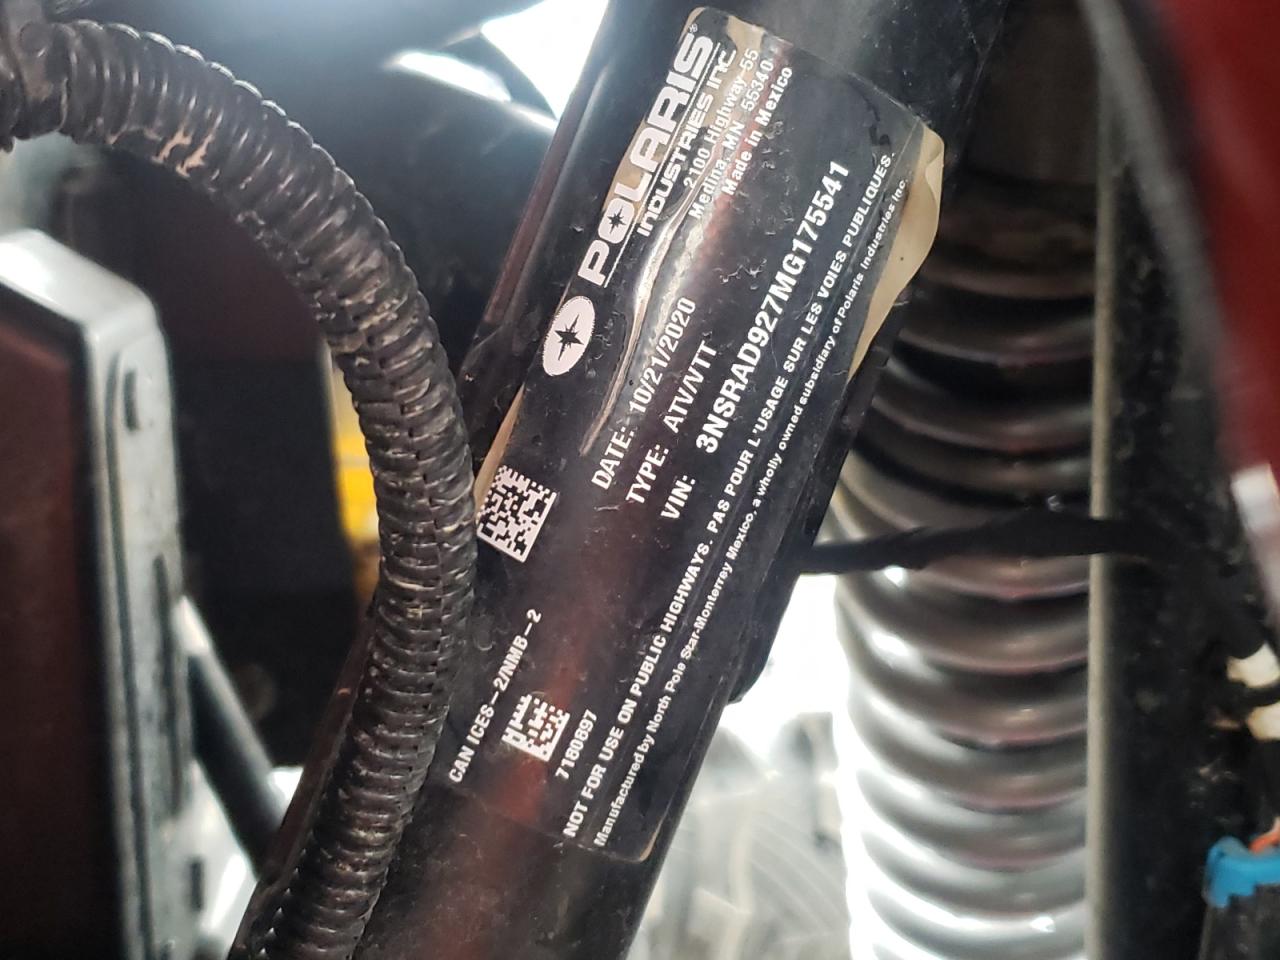 POLARIS®
INDUSTRIES INC.
2100 Highway 55
Medina, MN 55340
Made in Mexico
DATE: 10/21/2020
TYPE: ATV/VTT
VIN: 3NSRAD927MG175541
CAN ICES-2/NMB-2
7180897
NOT FOR USE ON PUBLIC HIGHWAYS. PAS POUR L'USAGE SUR LES VOIES PUBLIQUES.
Manufactured by North Pole Star-Monterrey Mexico, a wholly owned subsidiary of Polaris Industries Inc.